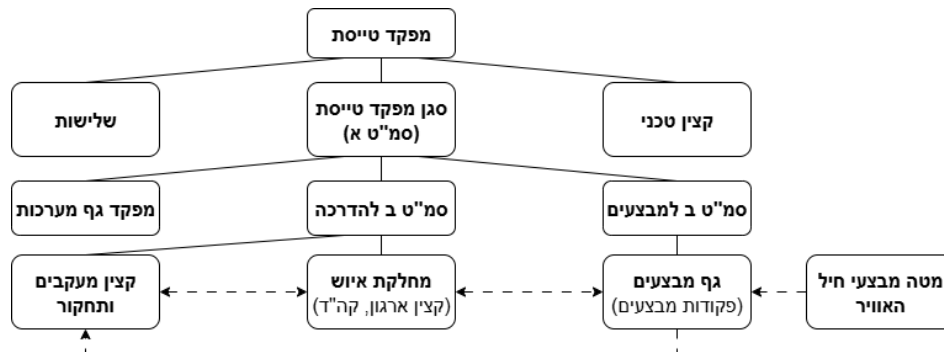 מפקד טייסת
שלישות
סגן מפקד טייסת
(סמ"ט א)
קצין טכני
מפקד גף מערכות
סמ"ט ב להדרכה
סמ"ט ב למבצעים
קצין מעקבים
ותחקור
מחלקת איוש
(קצין ארגון, קה"ד)
גף מבצעים
(פקודות מבצעים)
מטה מבצעי חיל
האוויר